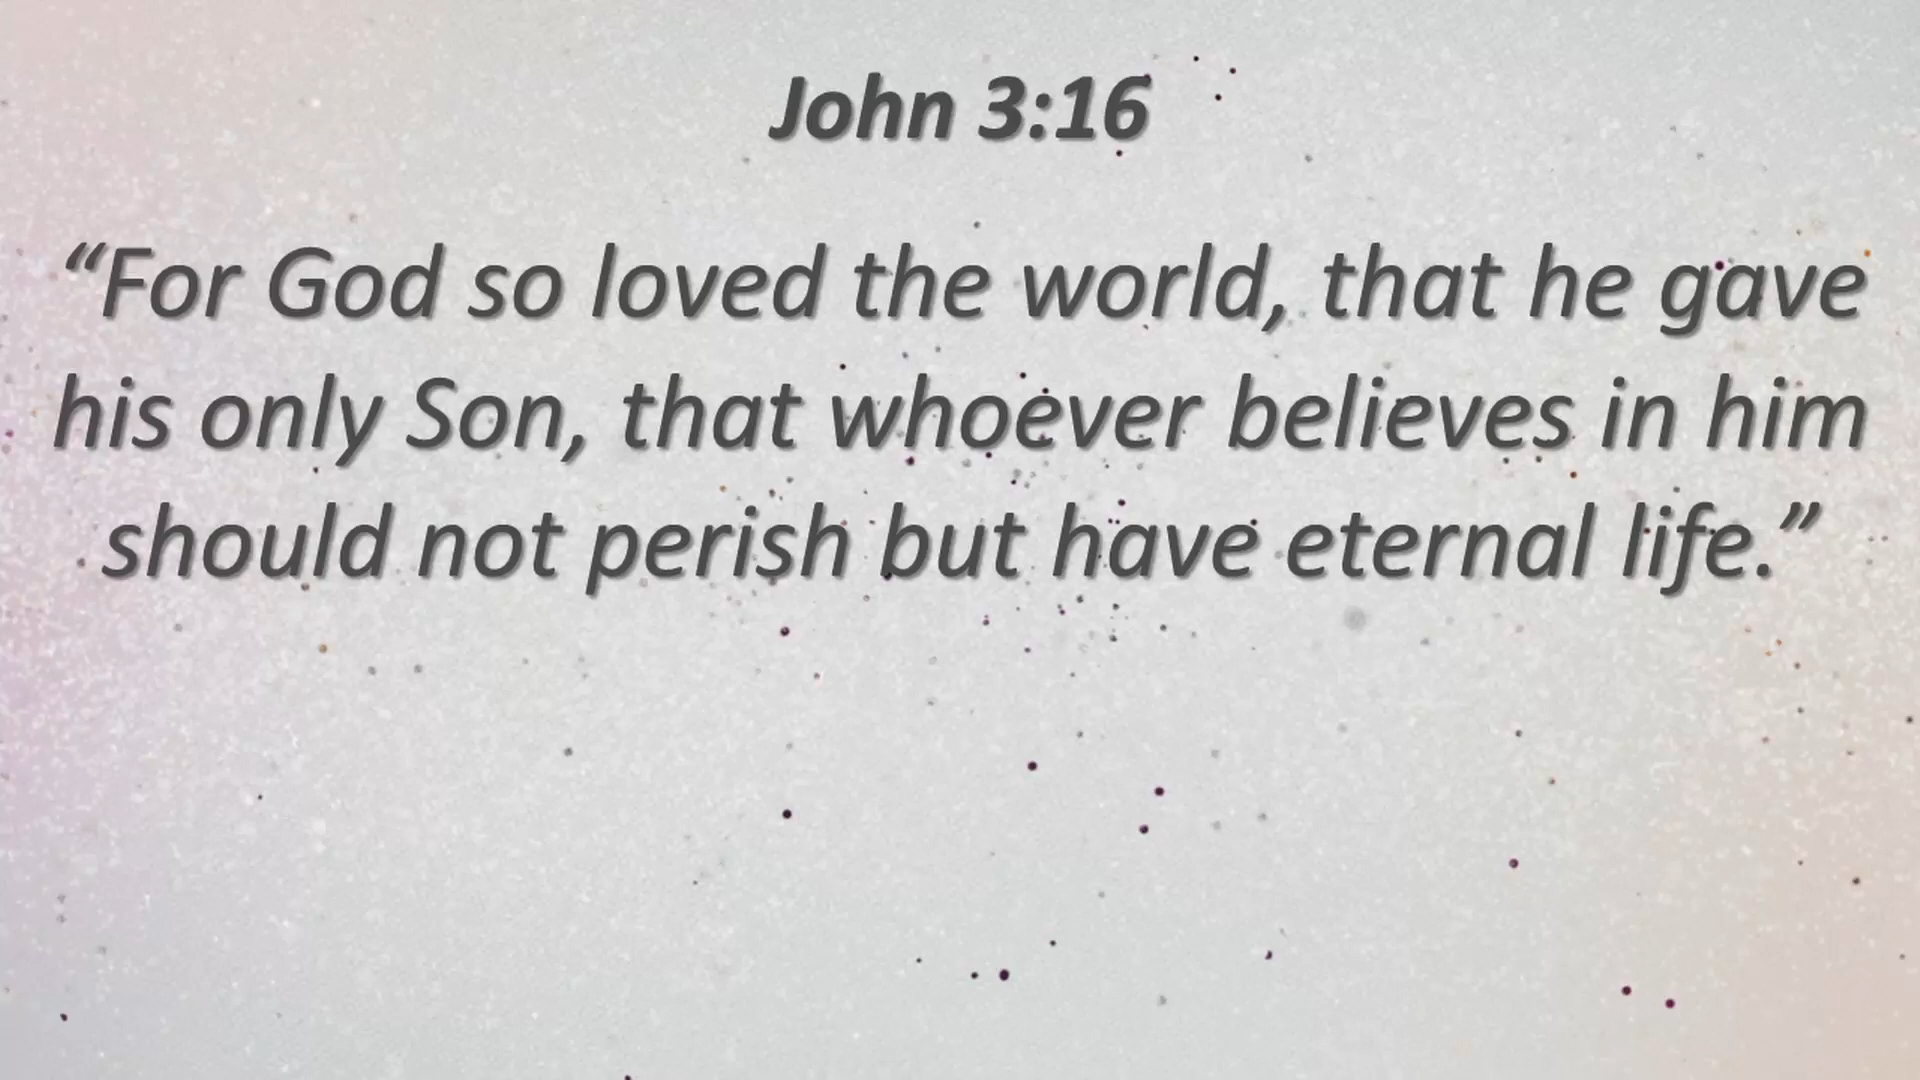 John 3:16
“For God so loved the world, that he gave
his only Son, that whoever believes in him
should not perish but have eternal life.”